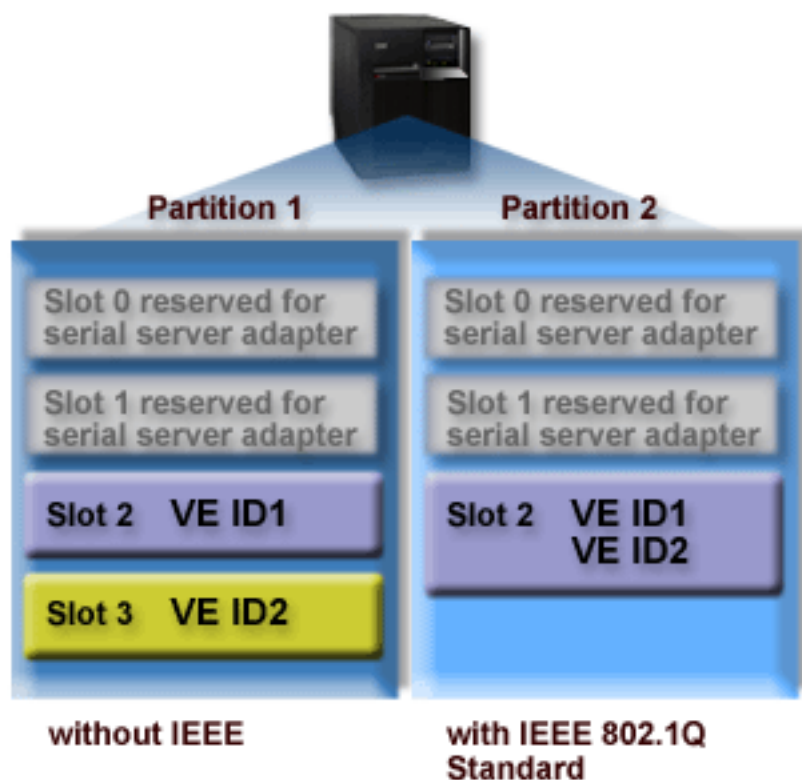 Partition 1
Partition 2
Slot 0 reserved for
serial server adapter
Slot 1 reserved for
serial server adapter
Slot 2 VE ID1
Slot 3 VE ID2
without IEEE
Slot 0 reserved for
serial server adapter
Slot 1 reserved for
serial server adapter
Slot 2 VE ID1
VE ID2
with IEEE 802.1Q
Standard